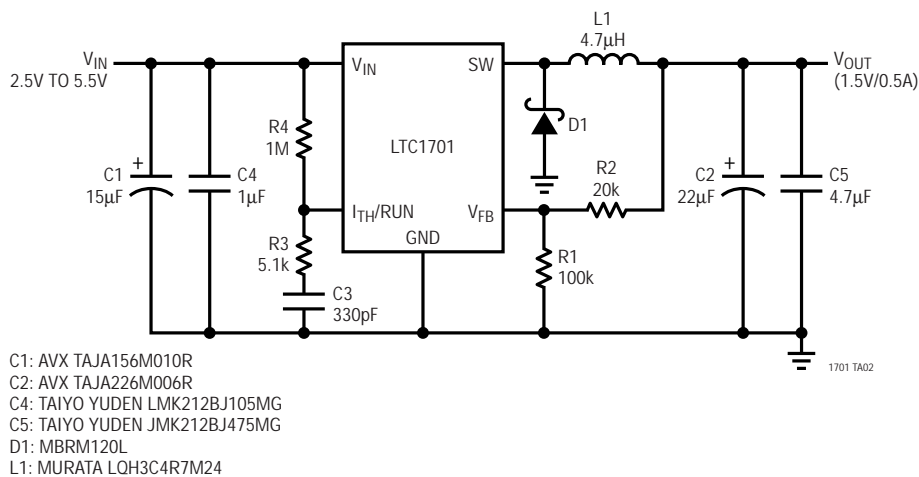 L1
4.7µH
VIN
2.5V TO 5.5V
VIN
SW
VOUT
(1.5V/0.5A)
R4
1M
D1
LTC1701
C1
15µF
+
C4
1µF
R2
20k
C2
22µF
+
C5
4.7µF
ITH/RUN
VFB
GND
R3
5.1k
R1
100k
C3
330pF
1701 TA02
C1: AVX TAJA156M010R
C2: AVX TAJA226M006R
C4: TAIYO YUDEN LMK212BJ105MG
C5: TAIYO YUDEN JMK212BJ475MG
D1: MBRM120L
L1: MURATA LQH3C4R7M24